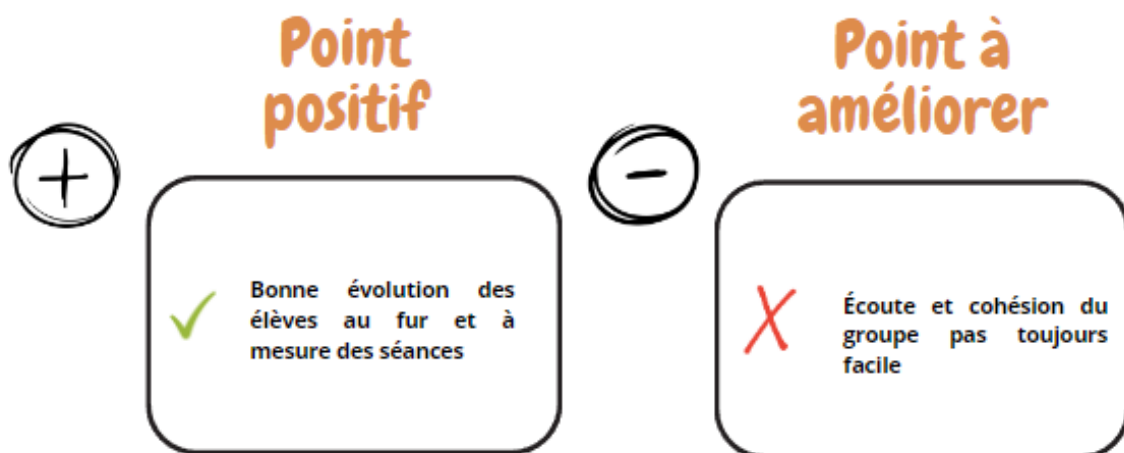 Point
positif
Bonne évolution des
élèves au fur et à
mesure des séances
Point à
améliorer
Écoute et cohésion du
groupe pas toujours
facile